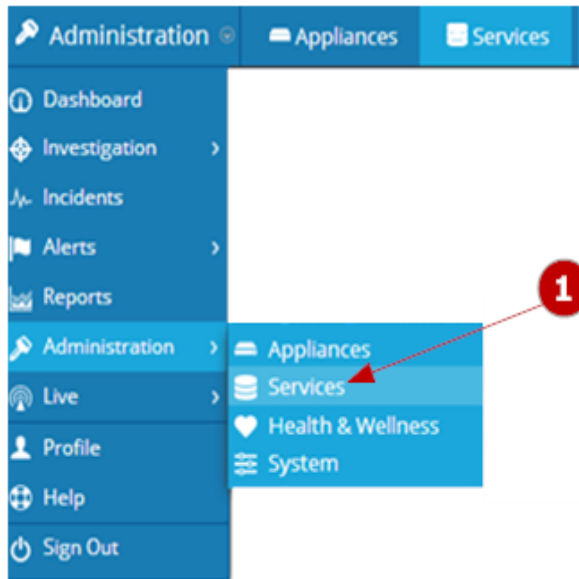 Administration Appliances Services
Dashboard
Investigation
Incidents
Alerts
Reports
Administration
Live
Profile
Help
Sign Out
Appliances
Services
Health & Wellness
System
1